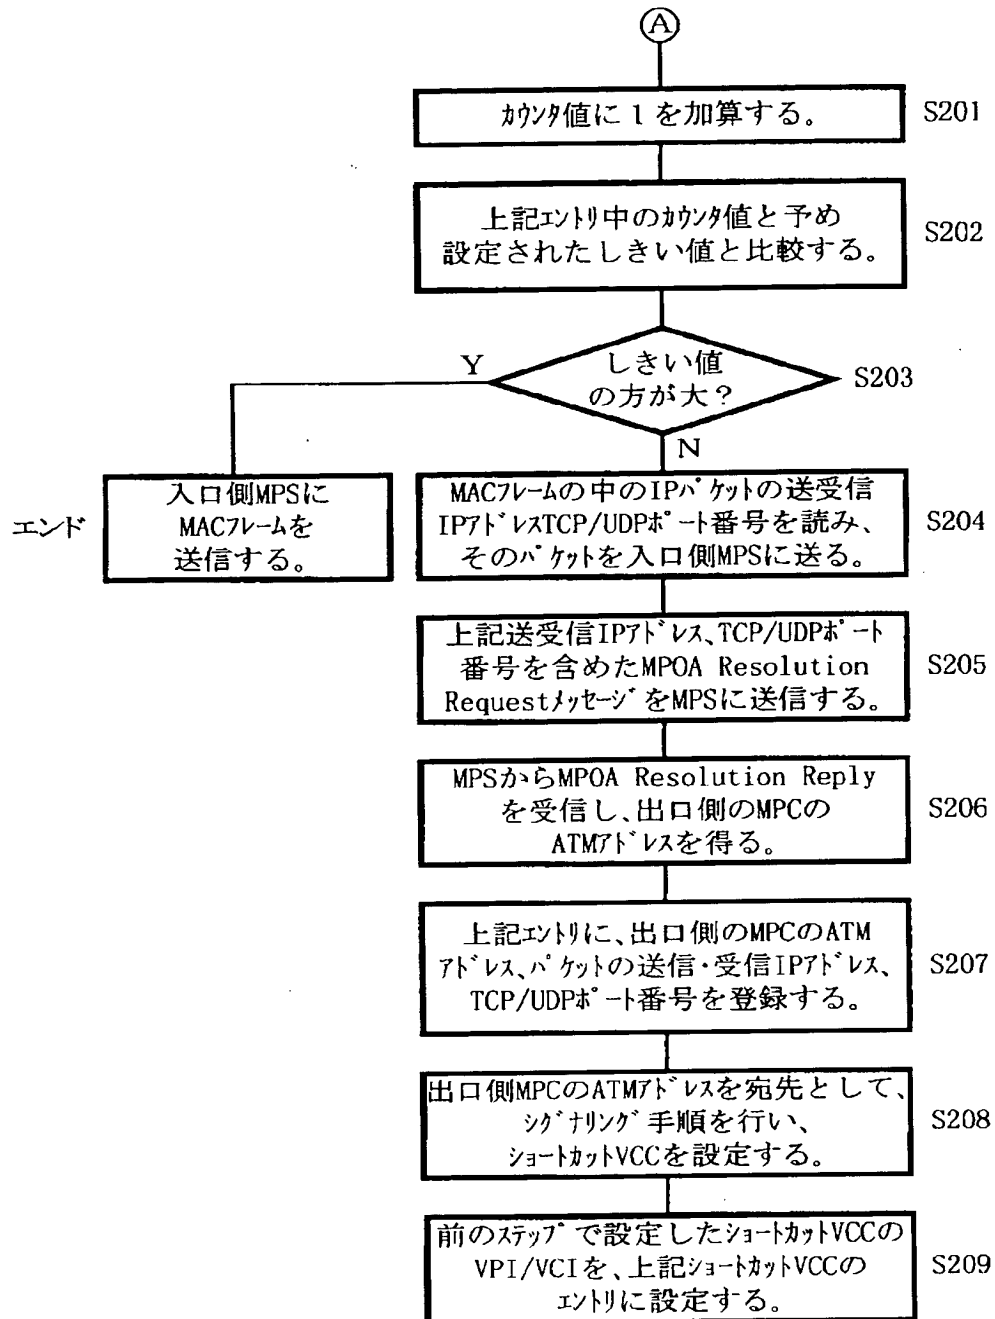 A
カウンタ値に1を加算する。
S201
上記エントリ中のカウンタ値と予め
設定されたしきい値と比較する。
S202
しきい値
の方が大?
S203
Y
N
エンド
入口側MPSに
MACフレームを
送信する。
MACフレームの中のIPパケットの送受信
IPアドレスTCP/UDPポート番号を読み、
そのパケットを入口側MPSに送る。
S204
上記送受信IPアドレス、TCP/UDPポート
番号を含めたMPOA Resolution
RequestメッセージをMPSに送信する。
S205
MPSからMPOA Resolution Reply
を受信し、出口側のMPCの
ATMアドレスを得る。
S206
上記エントリに、出口側のMPCのATM
アドレス、パケットの送信・受信IPアドレス、
TCP/UDPポート番号を登録する。
S207
出口側MPCのATMアドレスを宛先として、
シグナリング手順を行い、
ショートカットVCCを設定する。
S208
前のステップで設定したショートカットVCCの
VPI/VCIを、上記ショートカットVCCの
エントリに設定する。
S209